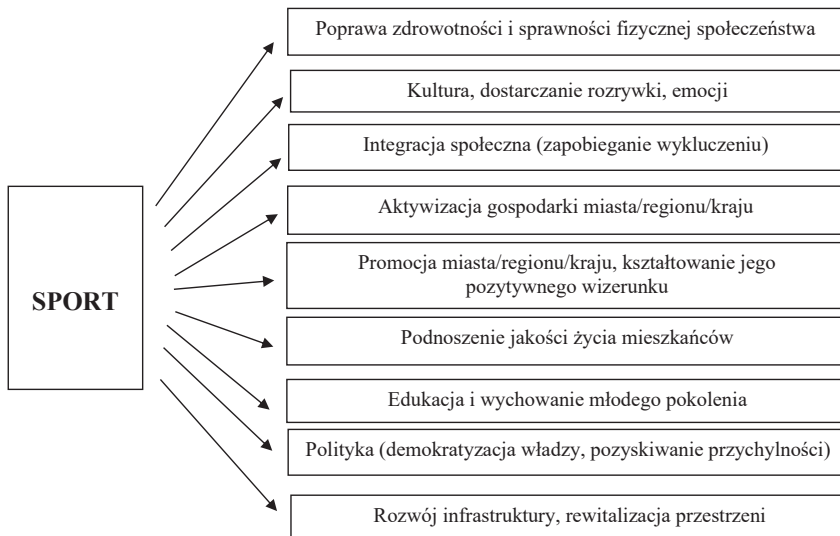 Poprawa zdrowotności i sprawności fizycznej społeczeństwa
Kultura, dostarczanie rozrywki, emocji
Integracja społeczna (zapobieganie wykluczeniu)
Aktywizacja gospodarki miasta/regionu/kraju
Promocja miasta/regionu/kraju, kształtowanie jego
pozytywnego wizerunku
SPORT
Podnoszenie jakości życia mieszkańców
Edukacja i wychowanie młodego pokolenia
Polityka (demokratyzacja władzy, pozyskiwanie przychylności)
Rozwój infrastruktury, rewitalizacja przestrzeni